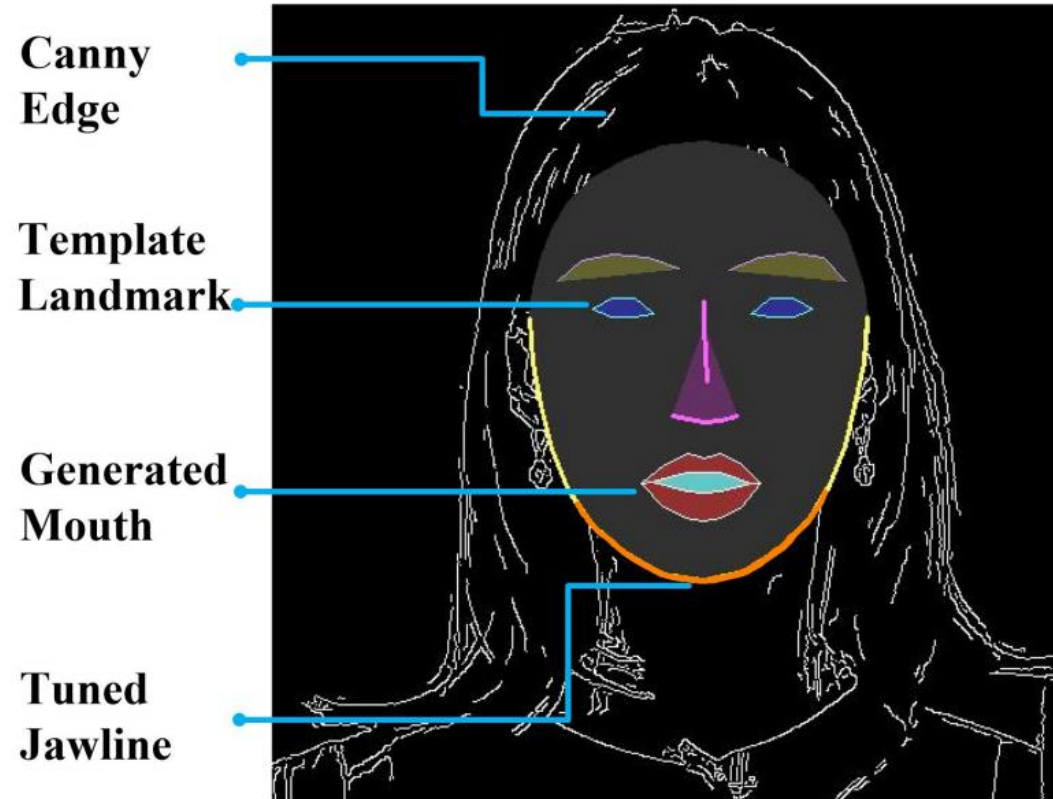 Canny
Edge
Template
Landmark
Generated
Mouth
Tuned
Jawline